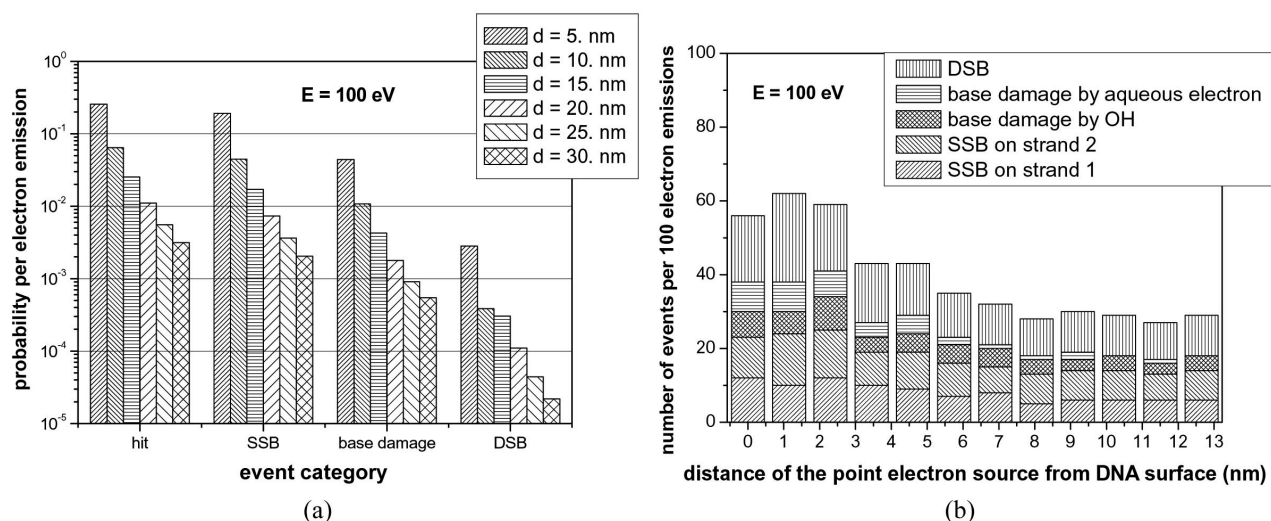 d = 5. nm
d = 10. nm
d = 15. nm
d = 20. nm
d = 25. nm
d = 30. nm
E = 100 eV
probability per electron emission
10⁰
10⁻¹
10⁻²
10⁻³
10⁻⁴
10⁻⁵
hit SSB base damage DSB
event category
(a)
DSB
base damage by aqueous electron
base damage by OH
SSB on strand 2
SSB on strand 1
E = 100 eV
number of events per 100 electron emissions
100
80
60
40
20
0
0 1 2 3 4 5 6 7 8 9 10 11 12 13
distance of the point electron source from DNA surface (nm)
(b)